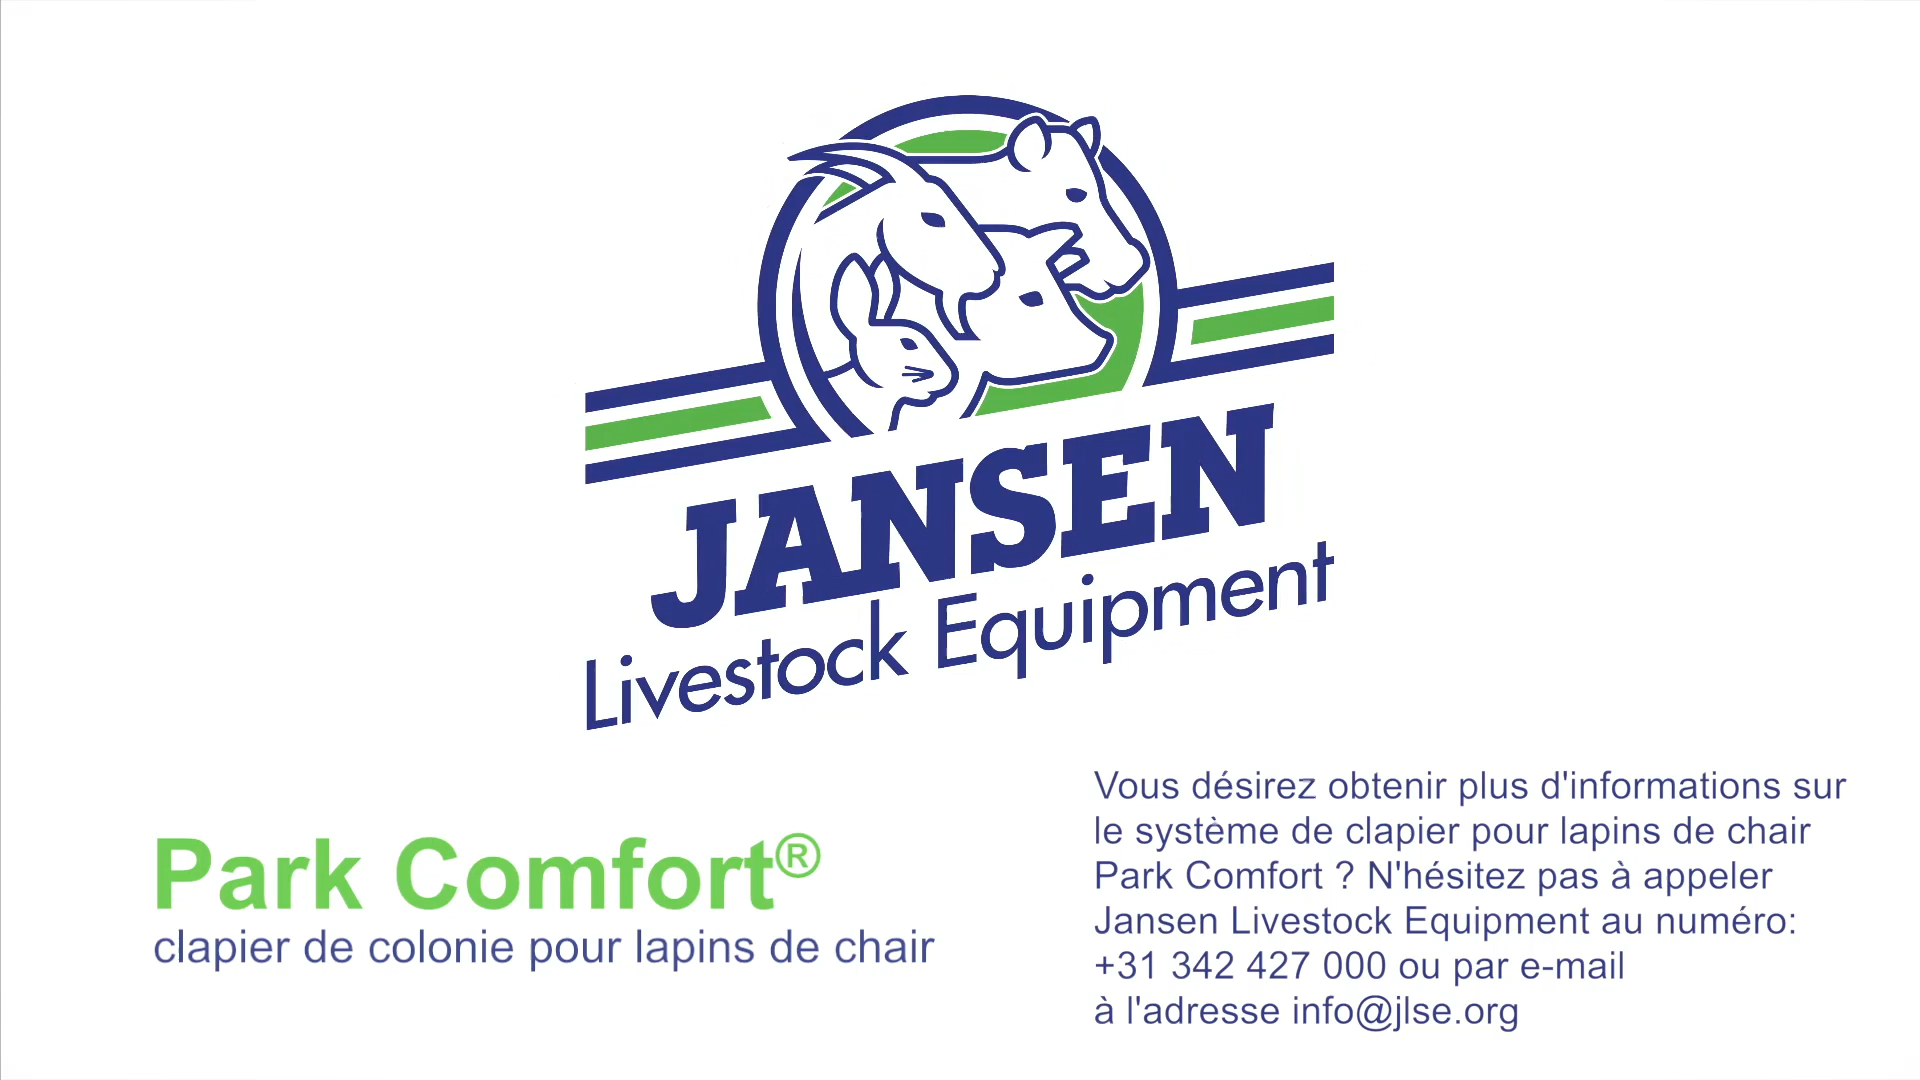 JANSEN
Livestock Equipment
Park Comfort®
clapier de colonie pour lapins de chair
Vous désirez obtenir plus d'informations sur
le système de clapier pour lapins de chair
Park Comfort ? N'hésitez pas à appeler
Jansen Livestock Equipment au numéro:
+31 342 427 000 ou par e-mail
à l'adresse info@jlse.org